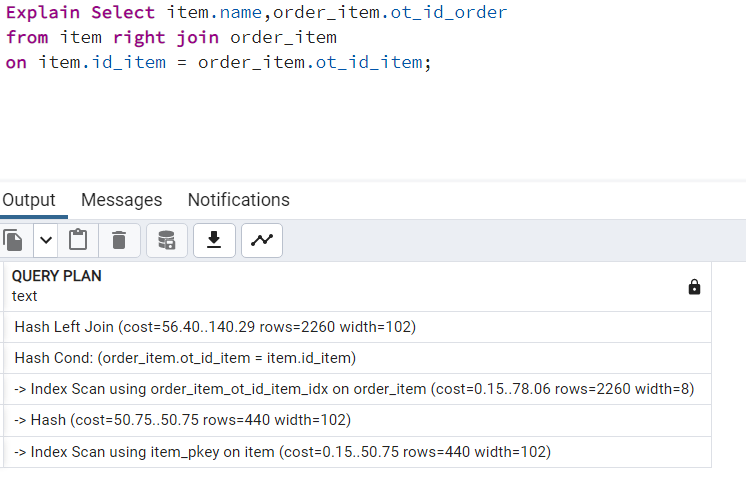 Explain Select item.name,order_item.ot_id_order
from item right join order_item
on item.id_item = order_item.ot_id_item;
Output Messages Notifications
QUERY PLAN
text
Hash Left Join (cost=56.40..140.29 rows=2260 width=102)
Hash Cond: (order_item.ot_id_item = item.id_item)
-> Index Scan using order_item_ot_id_item_idx on order_item (cost=0.15..78.06 rows=2260 width=8)
-> Hash (cost=50.75..50.75 rows=440 width=102)
-> Index Scan using item_pkey on item (cost=0.15..50.75 rows=440 width=102)